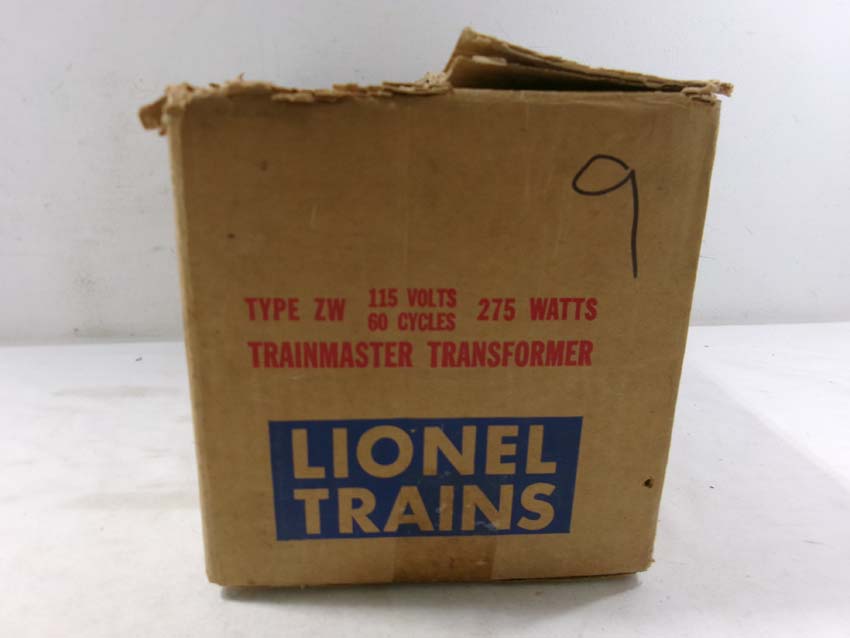 9
TYPE ZW 115 VOLTS 60 CYCLES 275 WATTS
TRAINMASTER TRANSFORMER
LIONEL
TRAINS